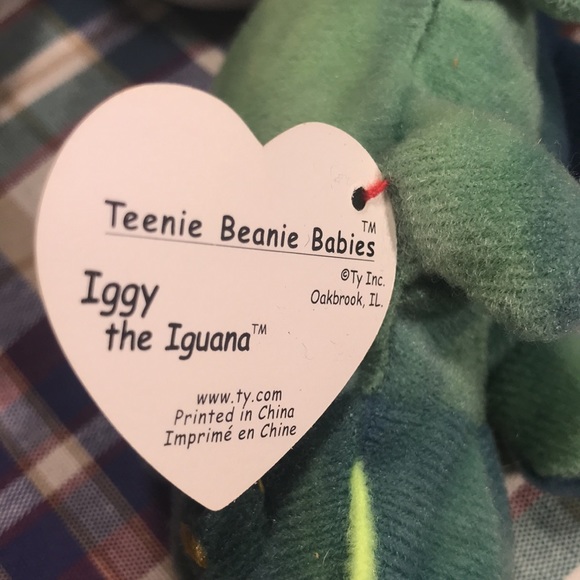 Teenie Beanie Babies™
©Ty Inc.
Oakbrook, IL.
Iggy
the Iguana™
www.ty.com
Printed in China
Imprimé en Chine